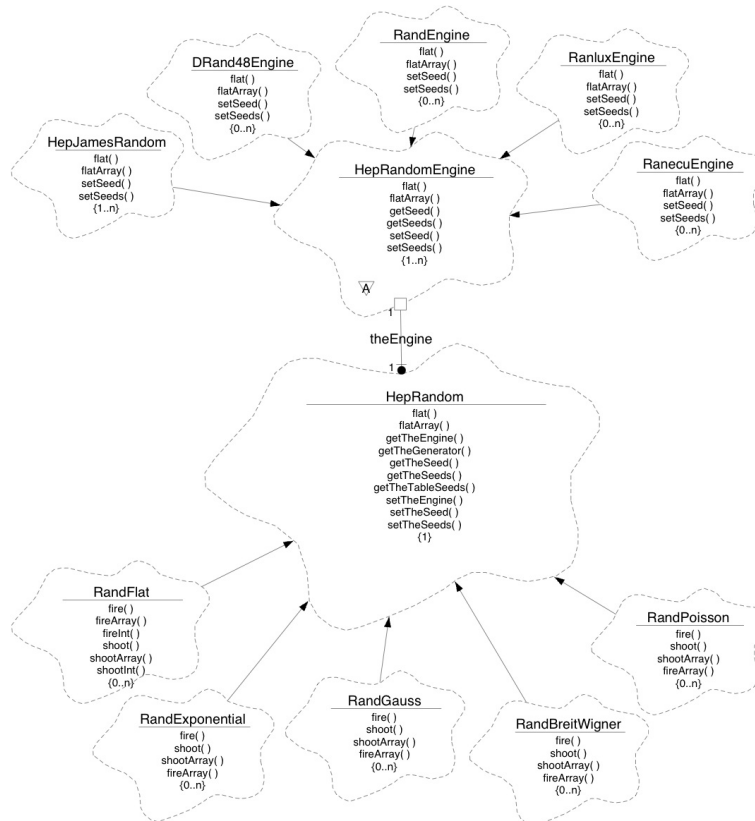 RandEngine
flat( )
flatArray( )
setSeed( )
setSeeds( )
{0..n}
DRand48Engine
flat( )
flatArray( )
setSeed( )
setSeeds( )
{0..n}
RanluxEngine
flat( )
flatArray( )
setSeed( )
setSeeds( )
{0..n}
HepJamesRandom
flat( )
flatArray( )
setSeed( )
setSeeds( )
{1..n}
HepRandomEngine
flat( )
flatArray( )
getSeed( )
getSeeds( )
setSeed( )
setSeeds( )
{1..n}
A
RanecuEngine
flat( )
flatArray( )
setSeed( )
setSeeds( )
{0..n}
1
theEngine
1
HepRandom
flat( )
flatArray( )
getTheEngine( )
getTheGenerator( )
getTheSeed( )
getTheSeeds( )
getTheTableSeeds( )
setTheEngine( )
setTheSeed( )
setTheSeeds( )
{1}
RandFlat
fire( )
fireArray( )
fireInt( )
shoot( )
shootArray( )
shootInt( )
{0..n}
RandPoisson
fire( )
shoot( )
shootArray( )
fireArray( )
{0..n}
RandExponential
fire( )
shoot( )
shootArray( )
fireArray( )
{0..n}
RandGauss
fire( )
shoot( )
shootArray( )
fireArray( )
{0..n}
RandBreitWigner
fire( )
shoot( )
shootArray( )
fireArray( )
{0..n}